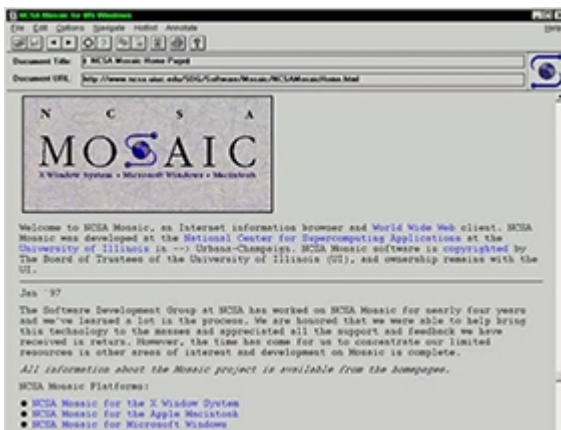 NCSA Mosaic for MS Windows
File Edit Options Navigate Hotlist Annotate Help
Document Title: NCSA Mosaic Home Page
Document URL: http://www.ncsa.uiuc.edu/SDG/Software/Mosaic/NCSAMosaicHome.html
N C S A
MOSAIC
X Window System • Microsoft Windows • Macintosh
Welcome to NCSA Mosaic, an Internet information browser and World Wide Web client. NCSA
Mosaic was developed at the National Center for Supercomputing Applications at the
University of Illinois in --> Urbana-Champaign. NCSA Mosaic software is copyrighted by
The Board of Trustees of the University of Illinois (UI), and ownership remains with the
UI.
Jan '97
The Software Development Group at NCSA has worked on NCSA Mosaic for nearly four years
and we've learned a lot in the process. We are honored that we were able to help bring
this technology to the masses and appreciated all the support and feedback we have
received in return. However, the time has come for us to concentrate our limited
resources in other areas of interest and development on Mosaic is complete.
All information about the Mosaic project is available from the homepages.
NCSA Mosaic Platforms:
● NCSA Mosaic for the X Window System
● NCSA Mosaic for the Apple Macintosh
● NCSA Mosaic for Microsoft Windows